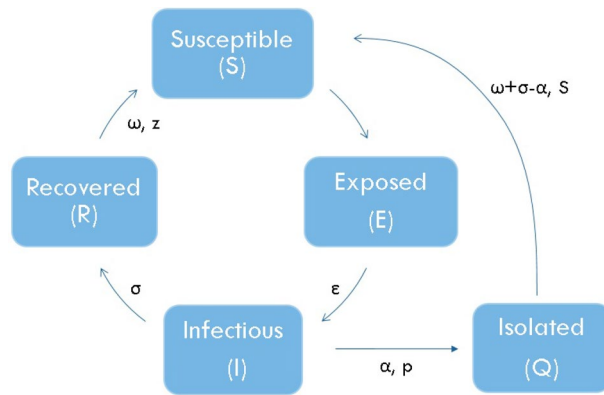 Susceptible
(S)
ω+σ-α, S
ω, z
Recovered
(R)
Exposed
(E)
σ
ε
Infectious
(I)
α, p
Isolated
(Q)